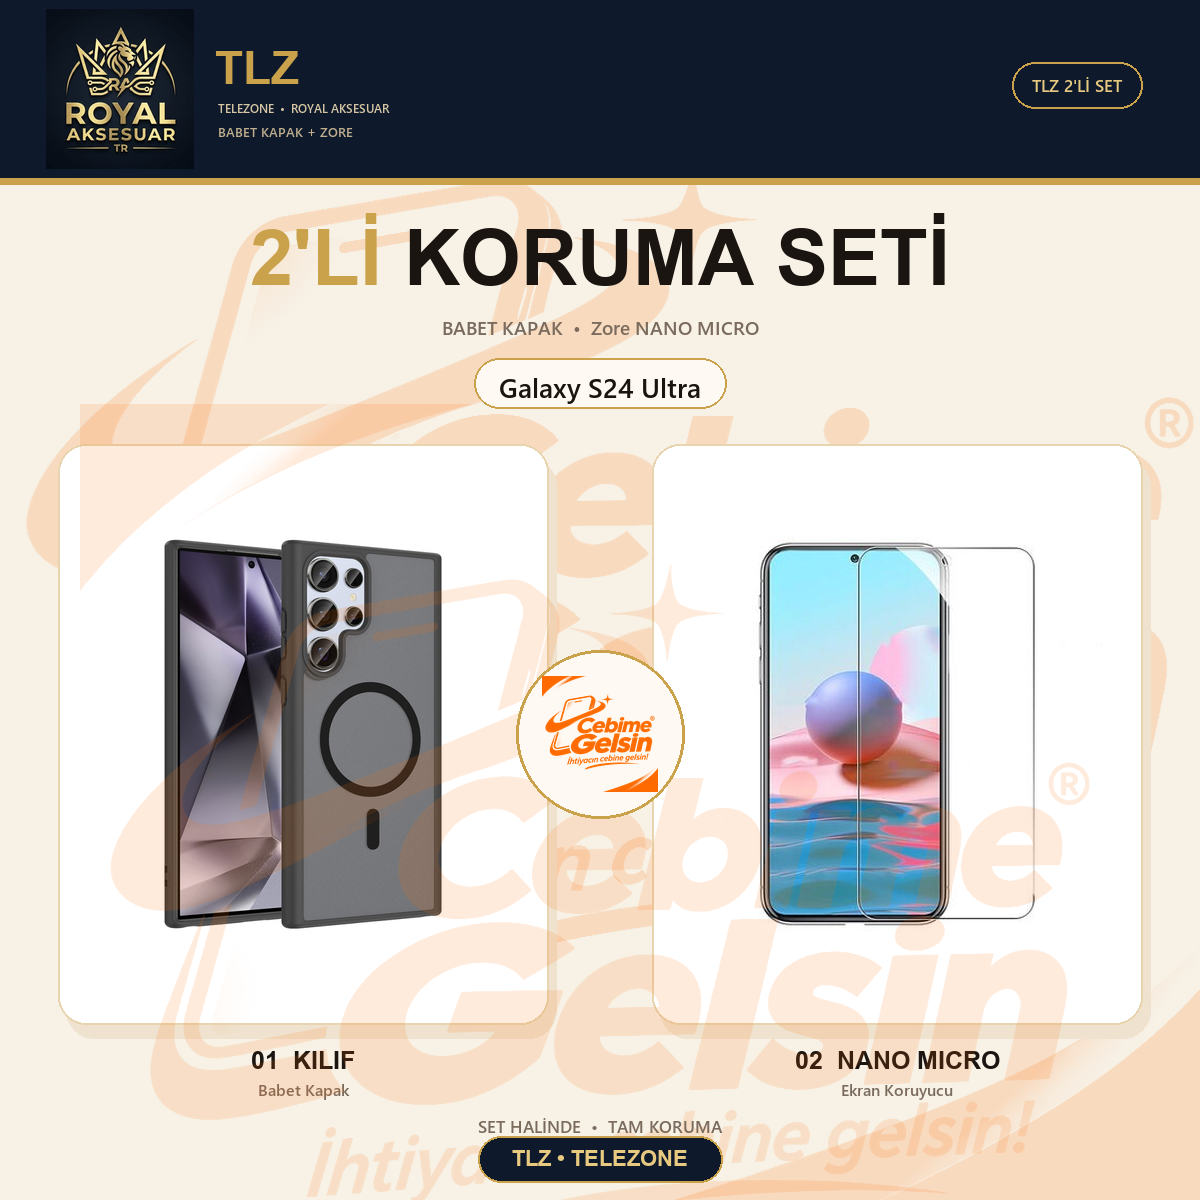 ROYAL
AKSESUAR
TR
TLZ
TELEZONE • ROYAL AKSESUAR
BABET KAPAK + ZORE
TLZ 2'Lİ SET
2'Lİ KORUMA SETİ
BABET KAPAK • Zore NANO MICRO
Galaxy S24 Ultra
Cebime®
Gelsin
İhtiyacın cebine gelsin!
Cebime®
Gelsin
01 KILIF
Babet Kapak
02 NANO MICRO
Ekran Koruyucu
SET HALİNDE • TAM KORUMA
TLZ • TELEZONE